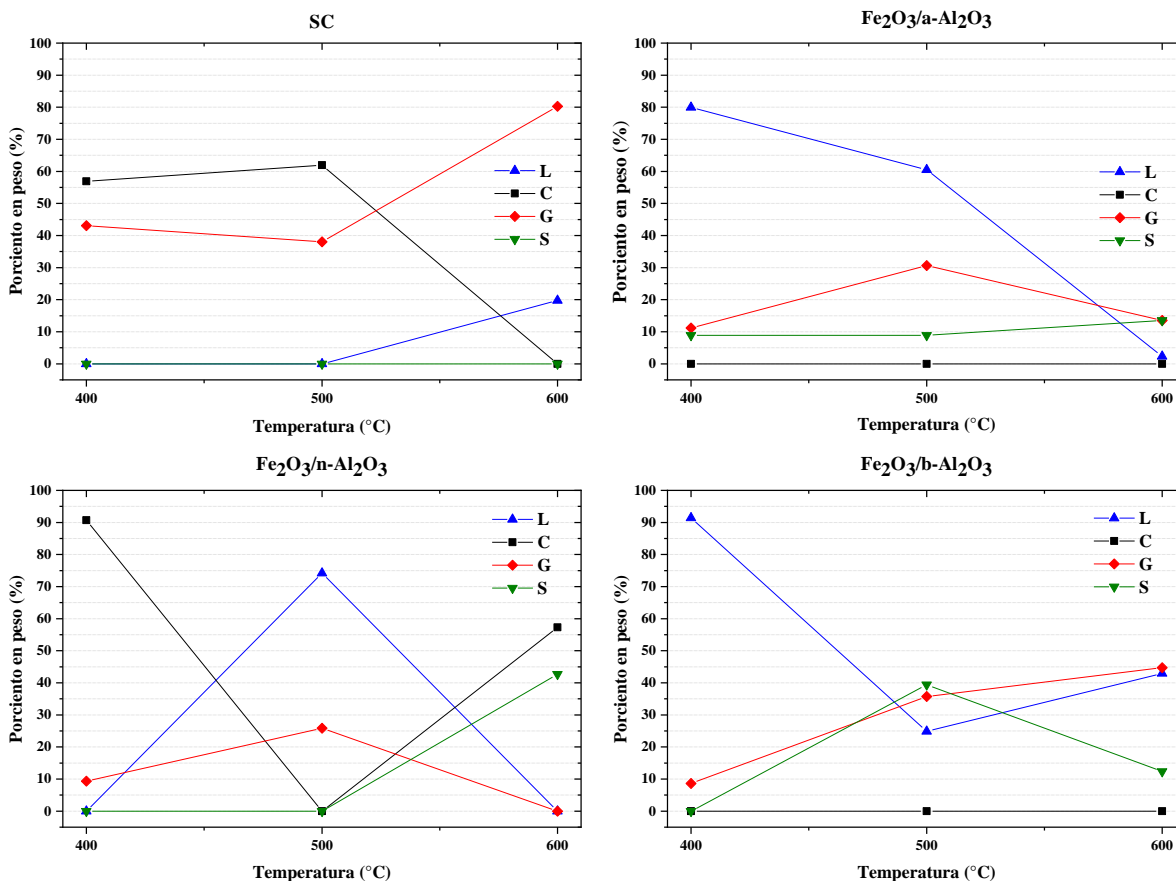 SC
100
90
80
70
60
50
40
30
20
10
0
Porciento en peso (%)
L
C
G
S
400
500
600
Temperatura (°C)
Fe2O3/a-Al2O3
100
90
80
70
60
50
40
30
20
10
0
Porciento en peso (%)
L
C
G
S
400
500
600
Temperatura (°C)
Fe2O3/n-Al2O3
100
90
80
70
60
50
40
30
20
10
0
Porciento en peso (%)
L
C
G
S
400
500
600
Temperatura (°C)
Fe2O3/b-Al2O3
100
90
80
70
60
50
40
30
20
10
0
Porciento en peso (%)
L
C
G
S
400
500
600
Temperatura (°C)